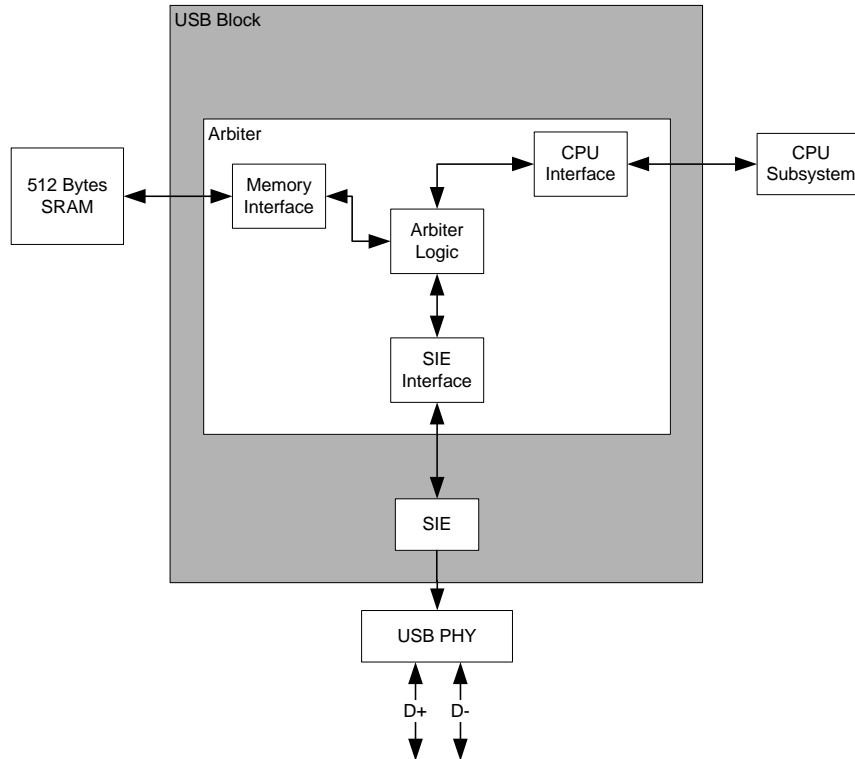 USB Block
Arbiter
512 Bytes
SRAM
Memory
Interface
CPU
Interface
CPU
Subsystem
Arbiter
Logic
SIE
Interface
SIE
USB PHY
D+
D-